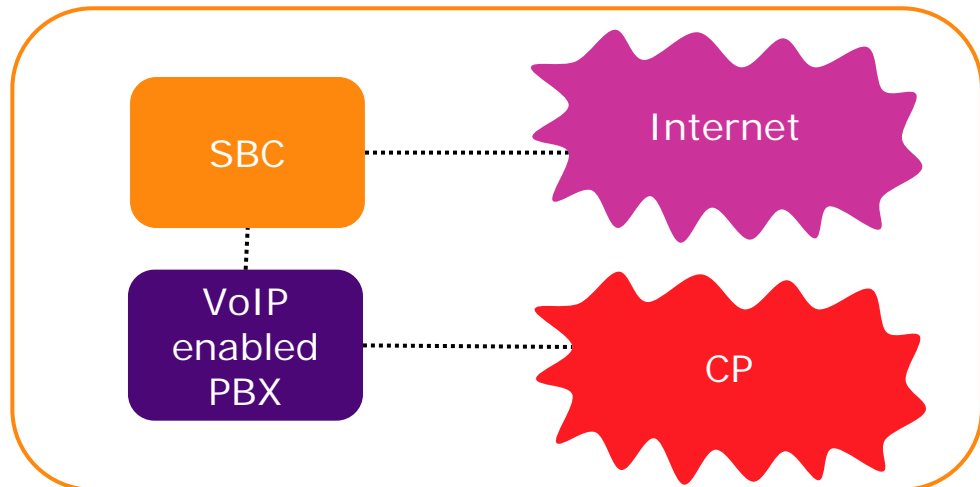 SBC
Internet
VoIP
enabled
PBX
CP